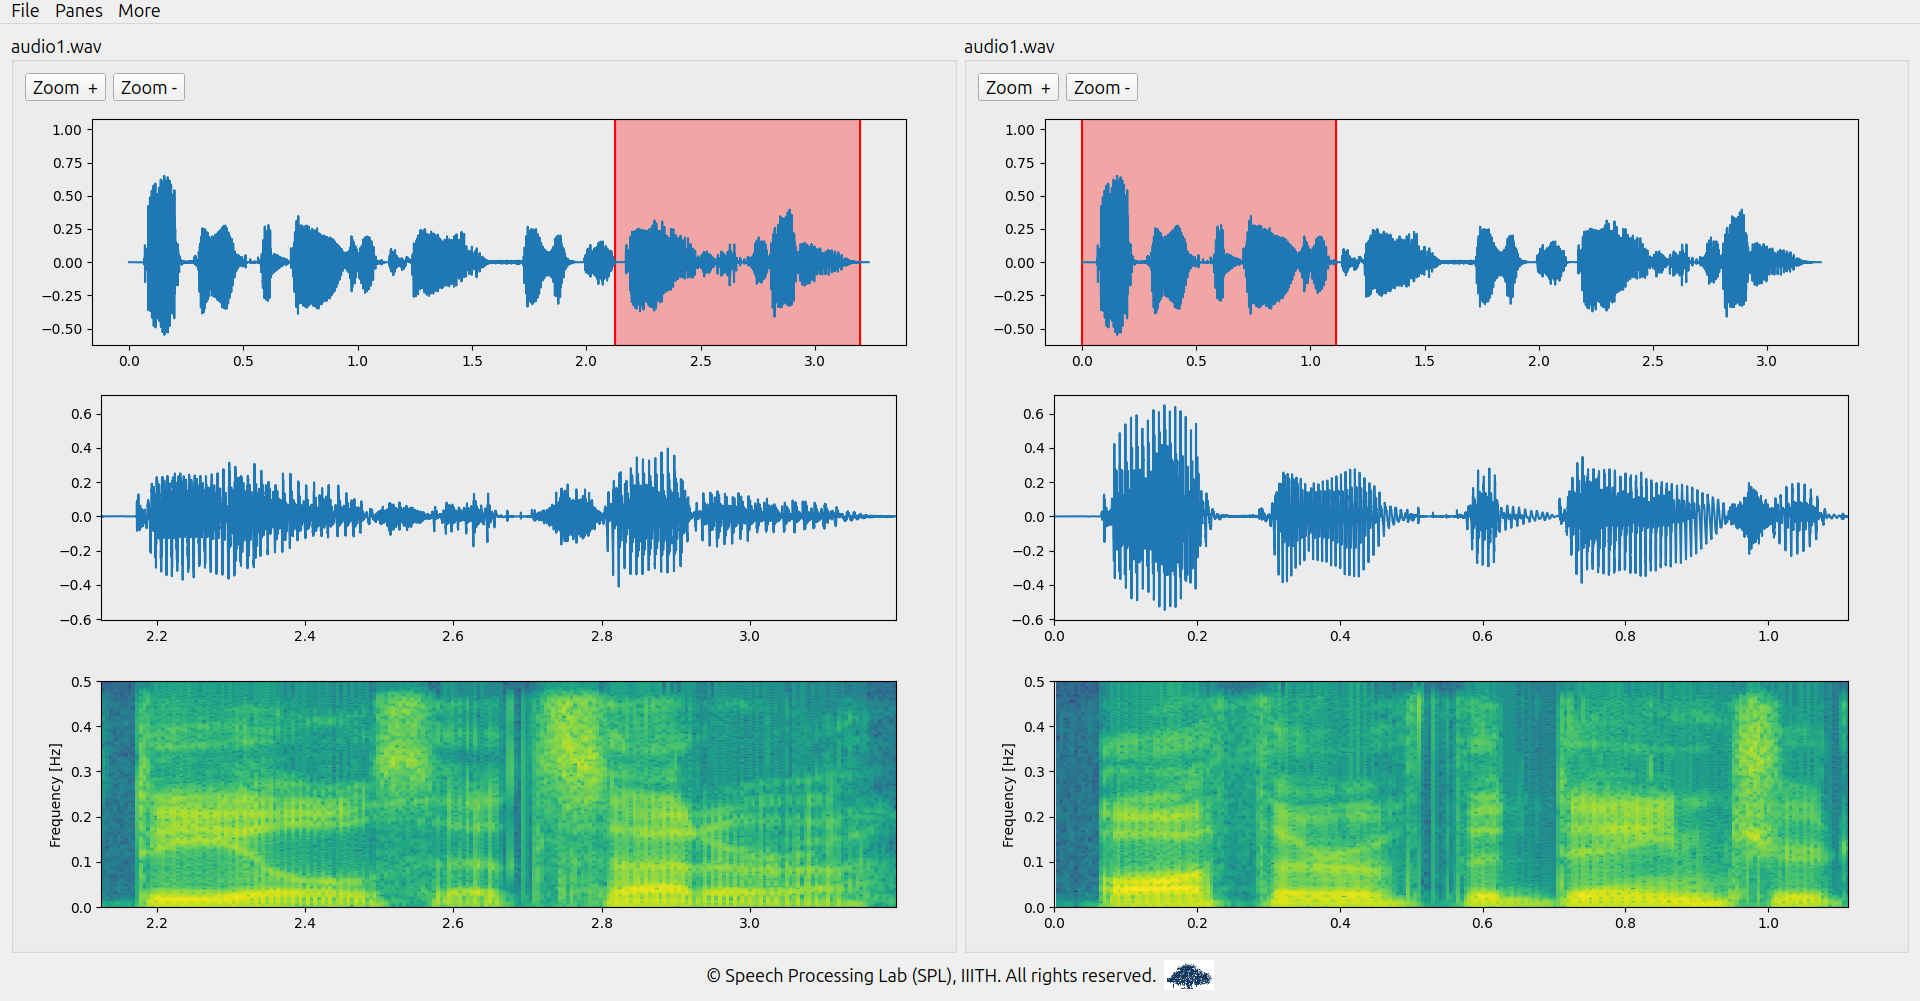 File Panes More
audio1.wav
Zoom +
Zoom -
1.00
0.75
0.50
0.25
0.00
−0.25
−0.50
0.0 0.5 1.0 1.5 2.0 2.5 3.0
0.6
0.4
0.2
0.0
−0.2
−0.4
−0.6
2.2 2.4 2.6 2.8 3.0
Frequency [Hz]
0.5
0.4
0.3
0.2
0.1
0.0
2.2 2.4 2.6 2.8 3.0
audio1.wav
Zoom +
Zoom -
1.00
0.75
0.50
0.25
0.00
−0.25
−0.50
0.0 0.5 1.0 1.5 2.0 2.5 3.0
0.6
0.4
0.2
0.0
−0.2
−0.4
−0.6
0.0 0.2 0.4 0.6 0.8 1.0
Frequency [Hz]
0.5
0.4
0.3
0.2
0.1
0.0
0.0 0.2 0.4 0.6 0.8 1.0
© Speech Processing Lab (SPL), IIITH. All rights reserved.